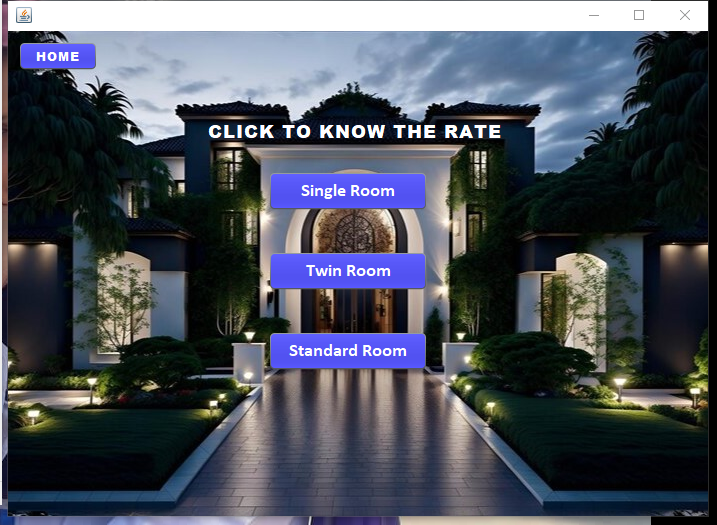 HOME
CLICK TO KNOW THE RATE
Single Room
Twin Room
Standard Room